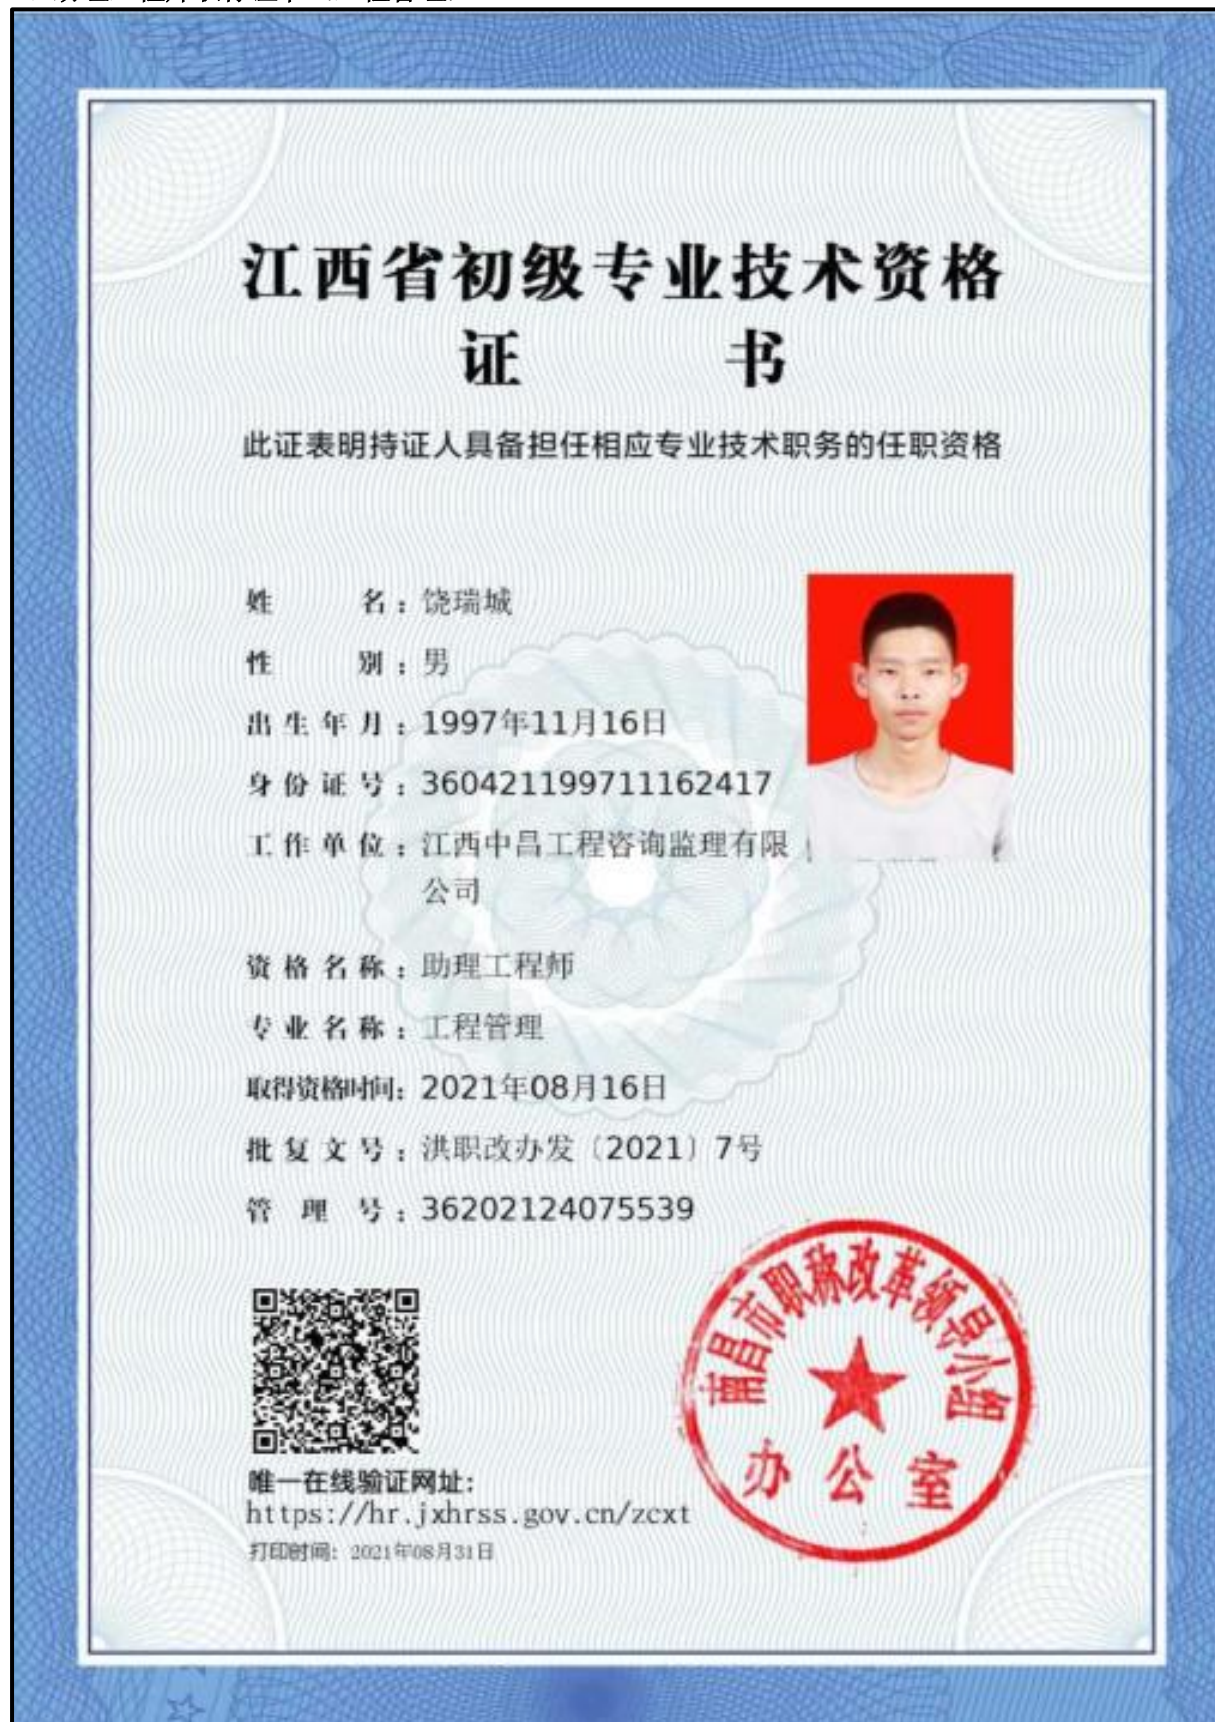 江西省初级专业技术资格
证 书
此证表明持证人具备担任相应专业技术职务的任职资格
姓 名：饶瑞城
性 别：男
出生年月：1997年11月16日
身份证号：360421199711162417
工作单位：江西中昌工程咨询监理有限
公司
资格名称：助理工程师
专业名称：工程管理
取得资格时间：2021年08月16日
批复文号：洪职改办发〔2021〕7号
管 理 号：36202124075539
南昌市职称改革领导小组
办公室
唯一在线验证网址：
https://hr.jxhrss.gov.cn/zcxt
打印时间：2021年08月31日